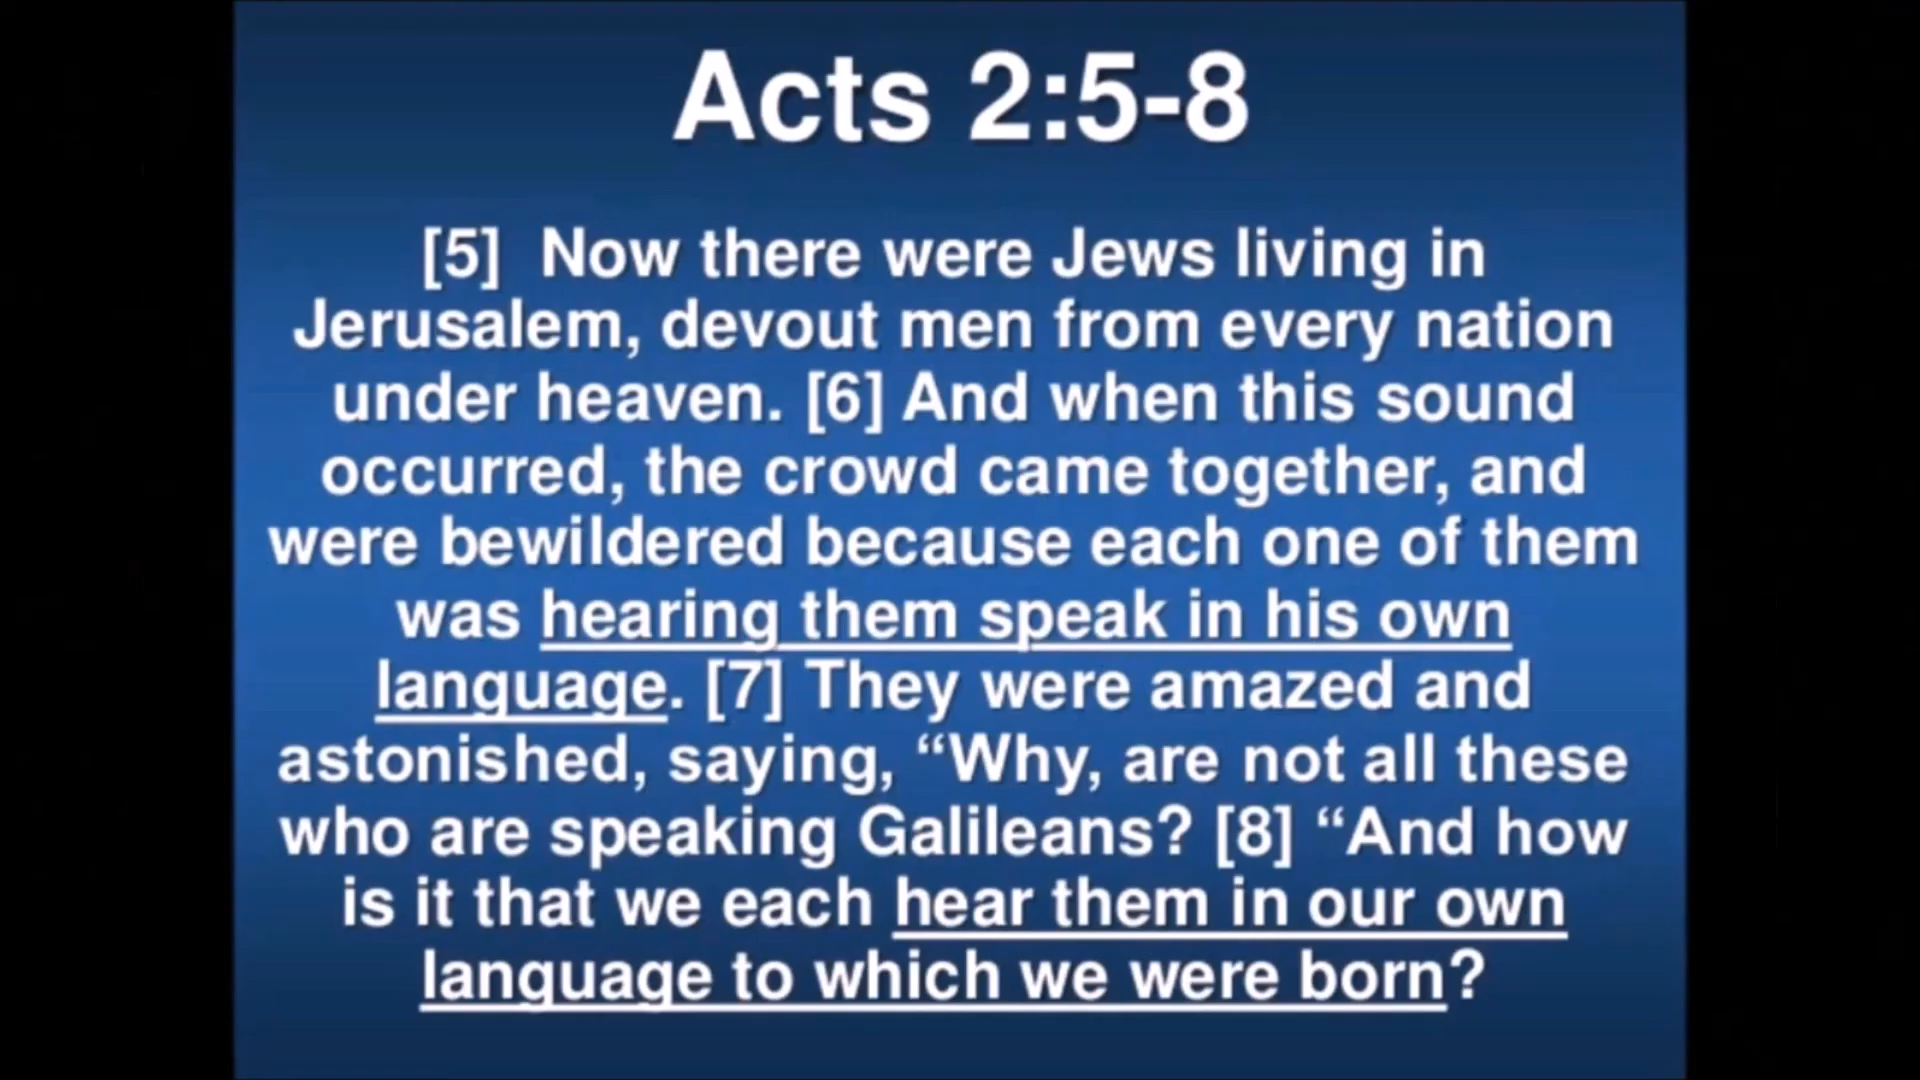 Acts 2:5-8
[5]  Now there were Jews living in
Jerusalem, devout men from every nation
under heaven. [6] And when this sound
occurred, the crowd came together, and
were bewildered because each one of them
was hearing them speak in his own
language. [7] They were amazed and
astonished, saying, “Why, are not all these
who are speaking Galileans? [8] “And how
is it that we each hear them in our own
language to which we were born?